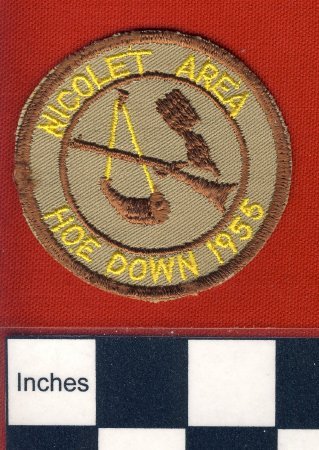 NICOLET AREA
HOE DOWN 1955
Inches